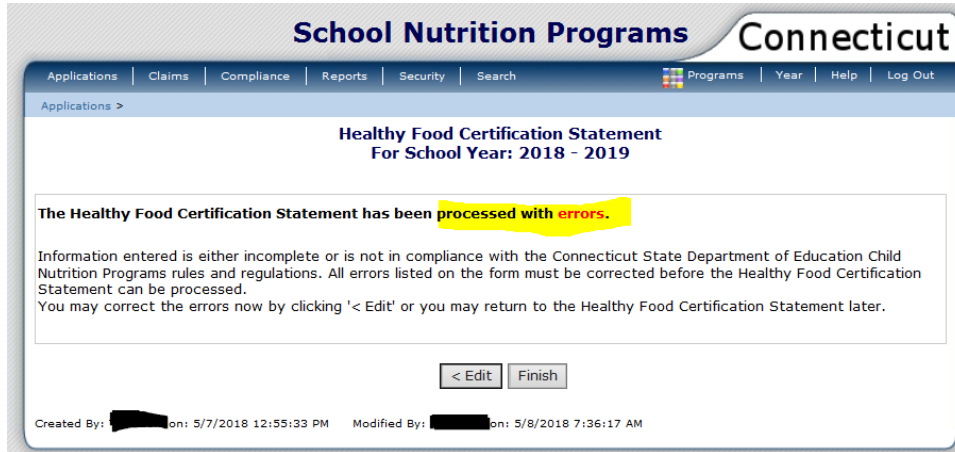 School Nutrition Programs
Connecticut
Applications | Claims | Compliance | Reports | Security | Search
Programs | Year | Help | Log Out
Applications >
Healthy Food Certification Statement
For School Year: 2018 - 2019
The Healthy Food Certification Statement has been processed with errors.
Information entered is either incomplete or is not in compliance with the Connecticut State Department of Education Child
Nutrition Programs rules and regulations. All errors listed on the form must be corrected before the Healthy Food Certification
Statement can be processed.
You may correct the errors now by clicking '< Edit' or you may return to the Healthy Food Certification Statement later.
< Edit
Finish
Created By: on: 5/7/2018 12:55:33 PM Modified By: on: 5/8/2018 7:36:17 AM